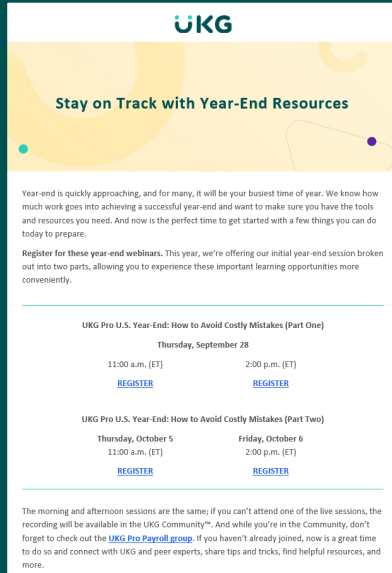 UKG
Stay on Track with Year-End Resources
Year-end is quickly approaching, and for many, it will be your busiest time of year. We know how
much work goes into achieving a successful year-end and want to make sure you have the tools
and resources you need. And now is the perfect time to get started with a few things you can do
today to prepare.
Register for these year-end webinars. This year, we're offering our initial year-end session broken
out into two parts, allowing you to experience these important learning opportunities more
conveniently.
UKG Pro U.S. Year-End: How to Avoid Costly Mistakes (Part One)
Thursday, September 28
11:00 a.m. (ET) 2:00 p.m. (ET)
REGISTER REGISTER
UKG Pro U.S. Year-End: How to Avoid Costly Mistakes (Part Two)
Thursday, October 5 Friday, October 6
11:00 a.m. (ET) 2:00 p.m. (ET)
REGISTER REGISTER
The morning and afternoon sessions are the same; if you can't attend one of the live sessions, the
recording will be available in the UKG Community™. And while you're in the Community, don't
forget to check out the UKG Pro Payroll group. If you haven't already joined, now is a great time
to do so and connect with UKG and peer experts, share tips and tricks, find helpful resources, and
more.